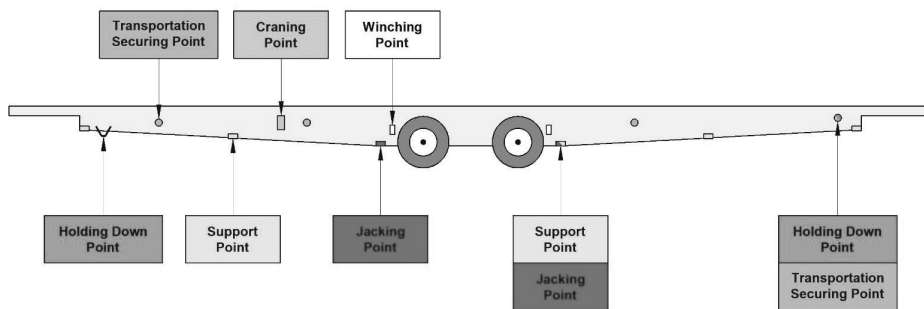 Transportation
Securing Point
Craning
Point
Winching
Point
Holding Down
Point
Support
Point
Jacking
Point
Support
Point
Jacking
Point
Holding Down
Point
Transportation
Securing Point